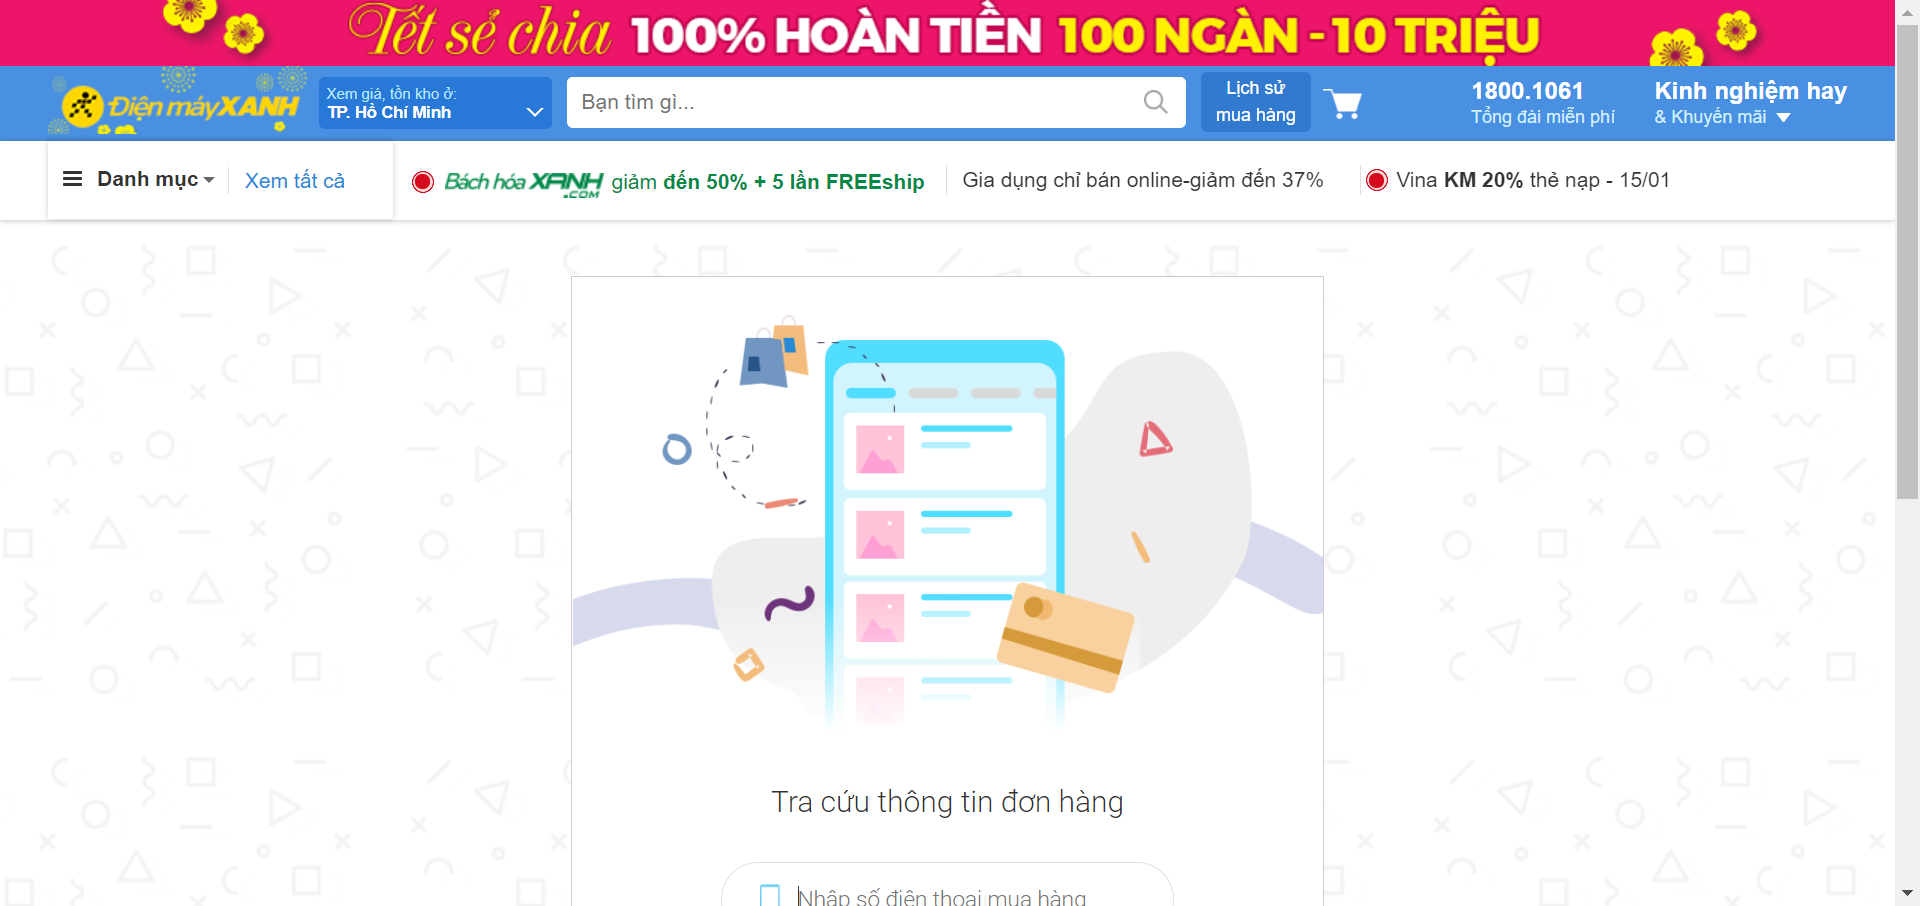 Tết sẻ chia 100% HOÀN TIỀN 100 NGÀN - 10 TRIỆU
Điện máy XANH
Xem giá, tồn kho ở:
TP. Hồ Chí Minh
Bạn tìm gì...
Lịch sử
mua hàng
1800.1061
Tổng đài miễn phí
Kinh nghiệm hay
& Khuyến mãi
Danh mục
Xem tất cả
Bách hóa XANH.COM giảm đến 50% + 5 lần FREEship
Gia dụng chỉ bán online-giảm đến 37%
Vina KM 20% thẻ nạp - 15/01
Tra cứu thông tin đơn hàng
Nhập số điện thoại mua hàng